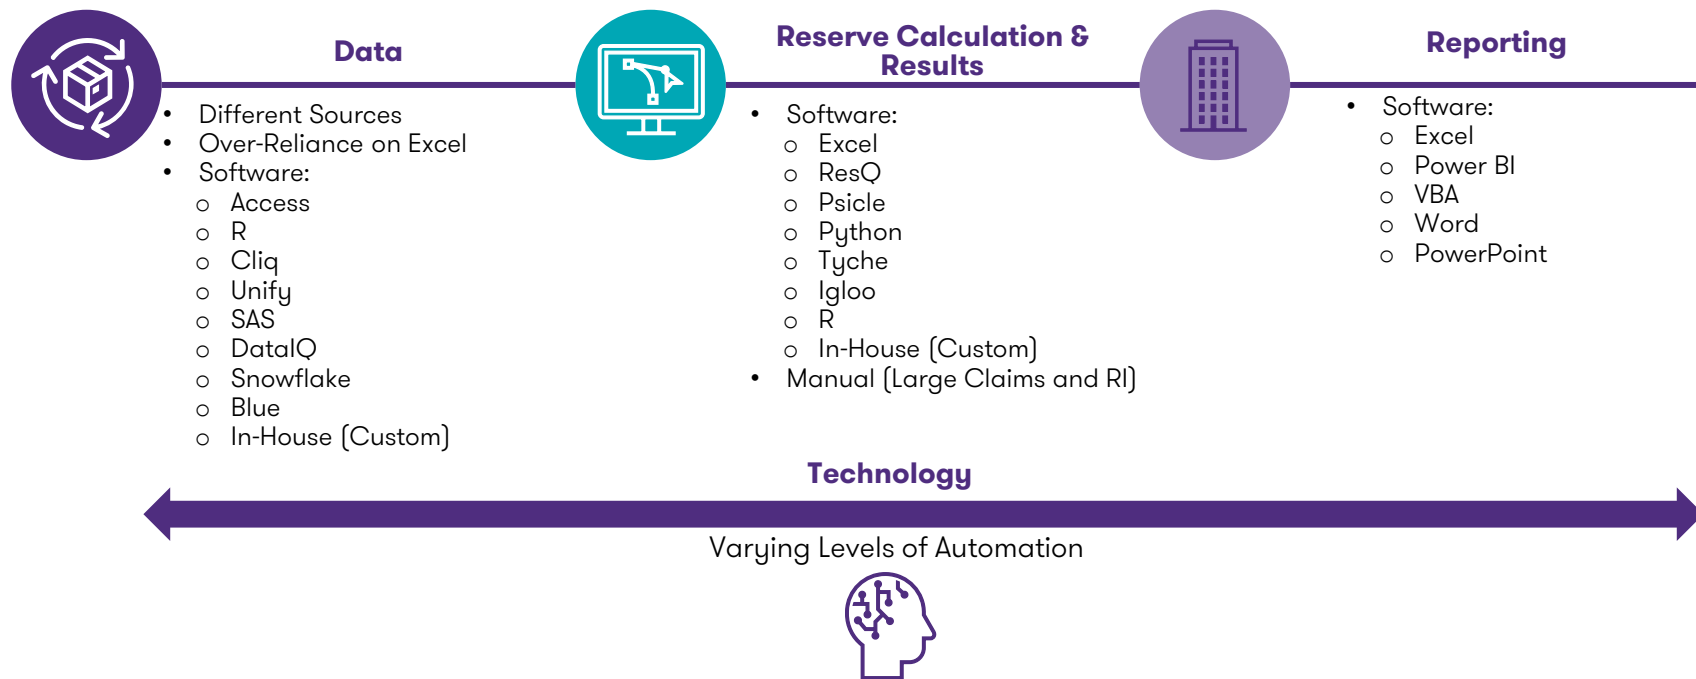 Data
• Different Sources
• Over-Reliance on Excel
• Software:
o Access
o R
o Cliq
o Unify
o SAS
o DataIQ
o Snowflake
o Blue
o In-House (Custom)
Reserve Calculation &
Results
• Software:
o Excel
o ResQ
o Psicle
o Python
o Tyche
o Igloo
o R
o In-House (Custom)
• Manual (Large Claims and RI)
Reporting
• Software:
o Excel
o Power BI
o VBA
o Word
o PowerPoint
Technology
Varying Levels of Automation